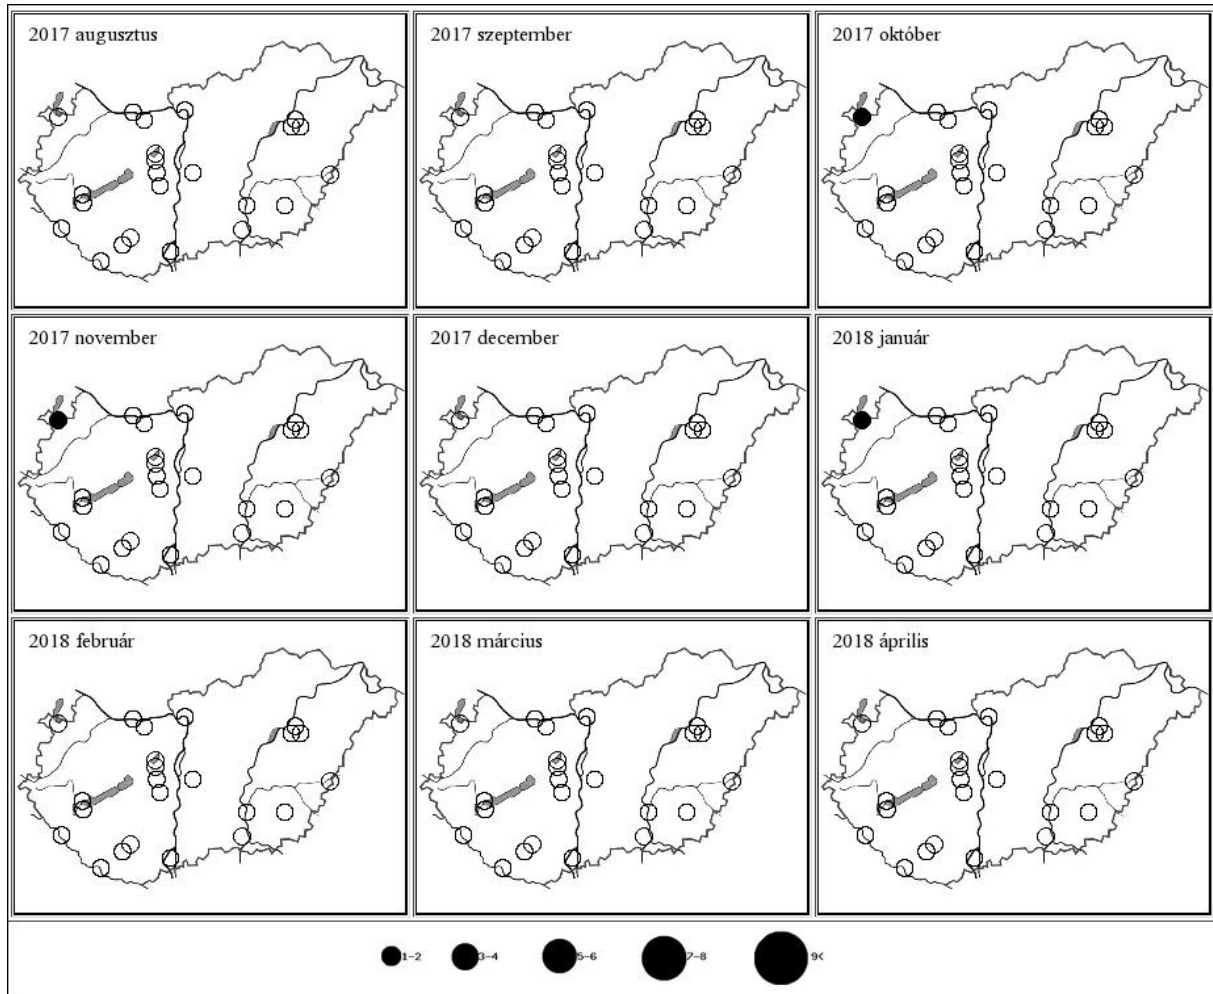 2017 augusztus
2017 szeptember
2017 október
2017 november
2017 december
2018 január
2018 február
2018 március
2018 április
1-2
3-4
5-6
7-8
9<